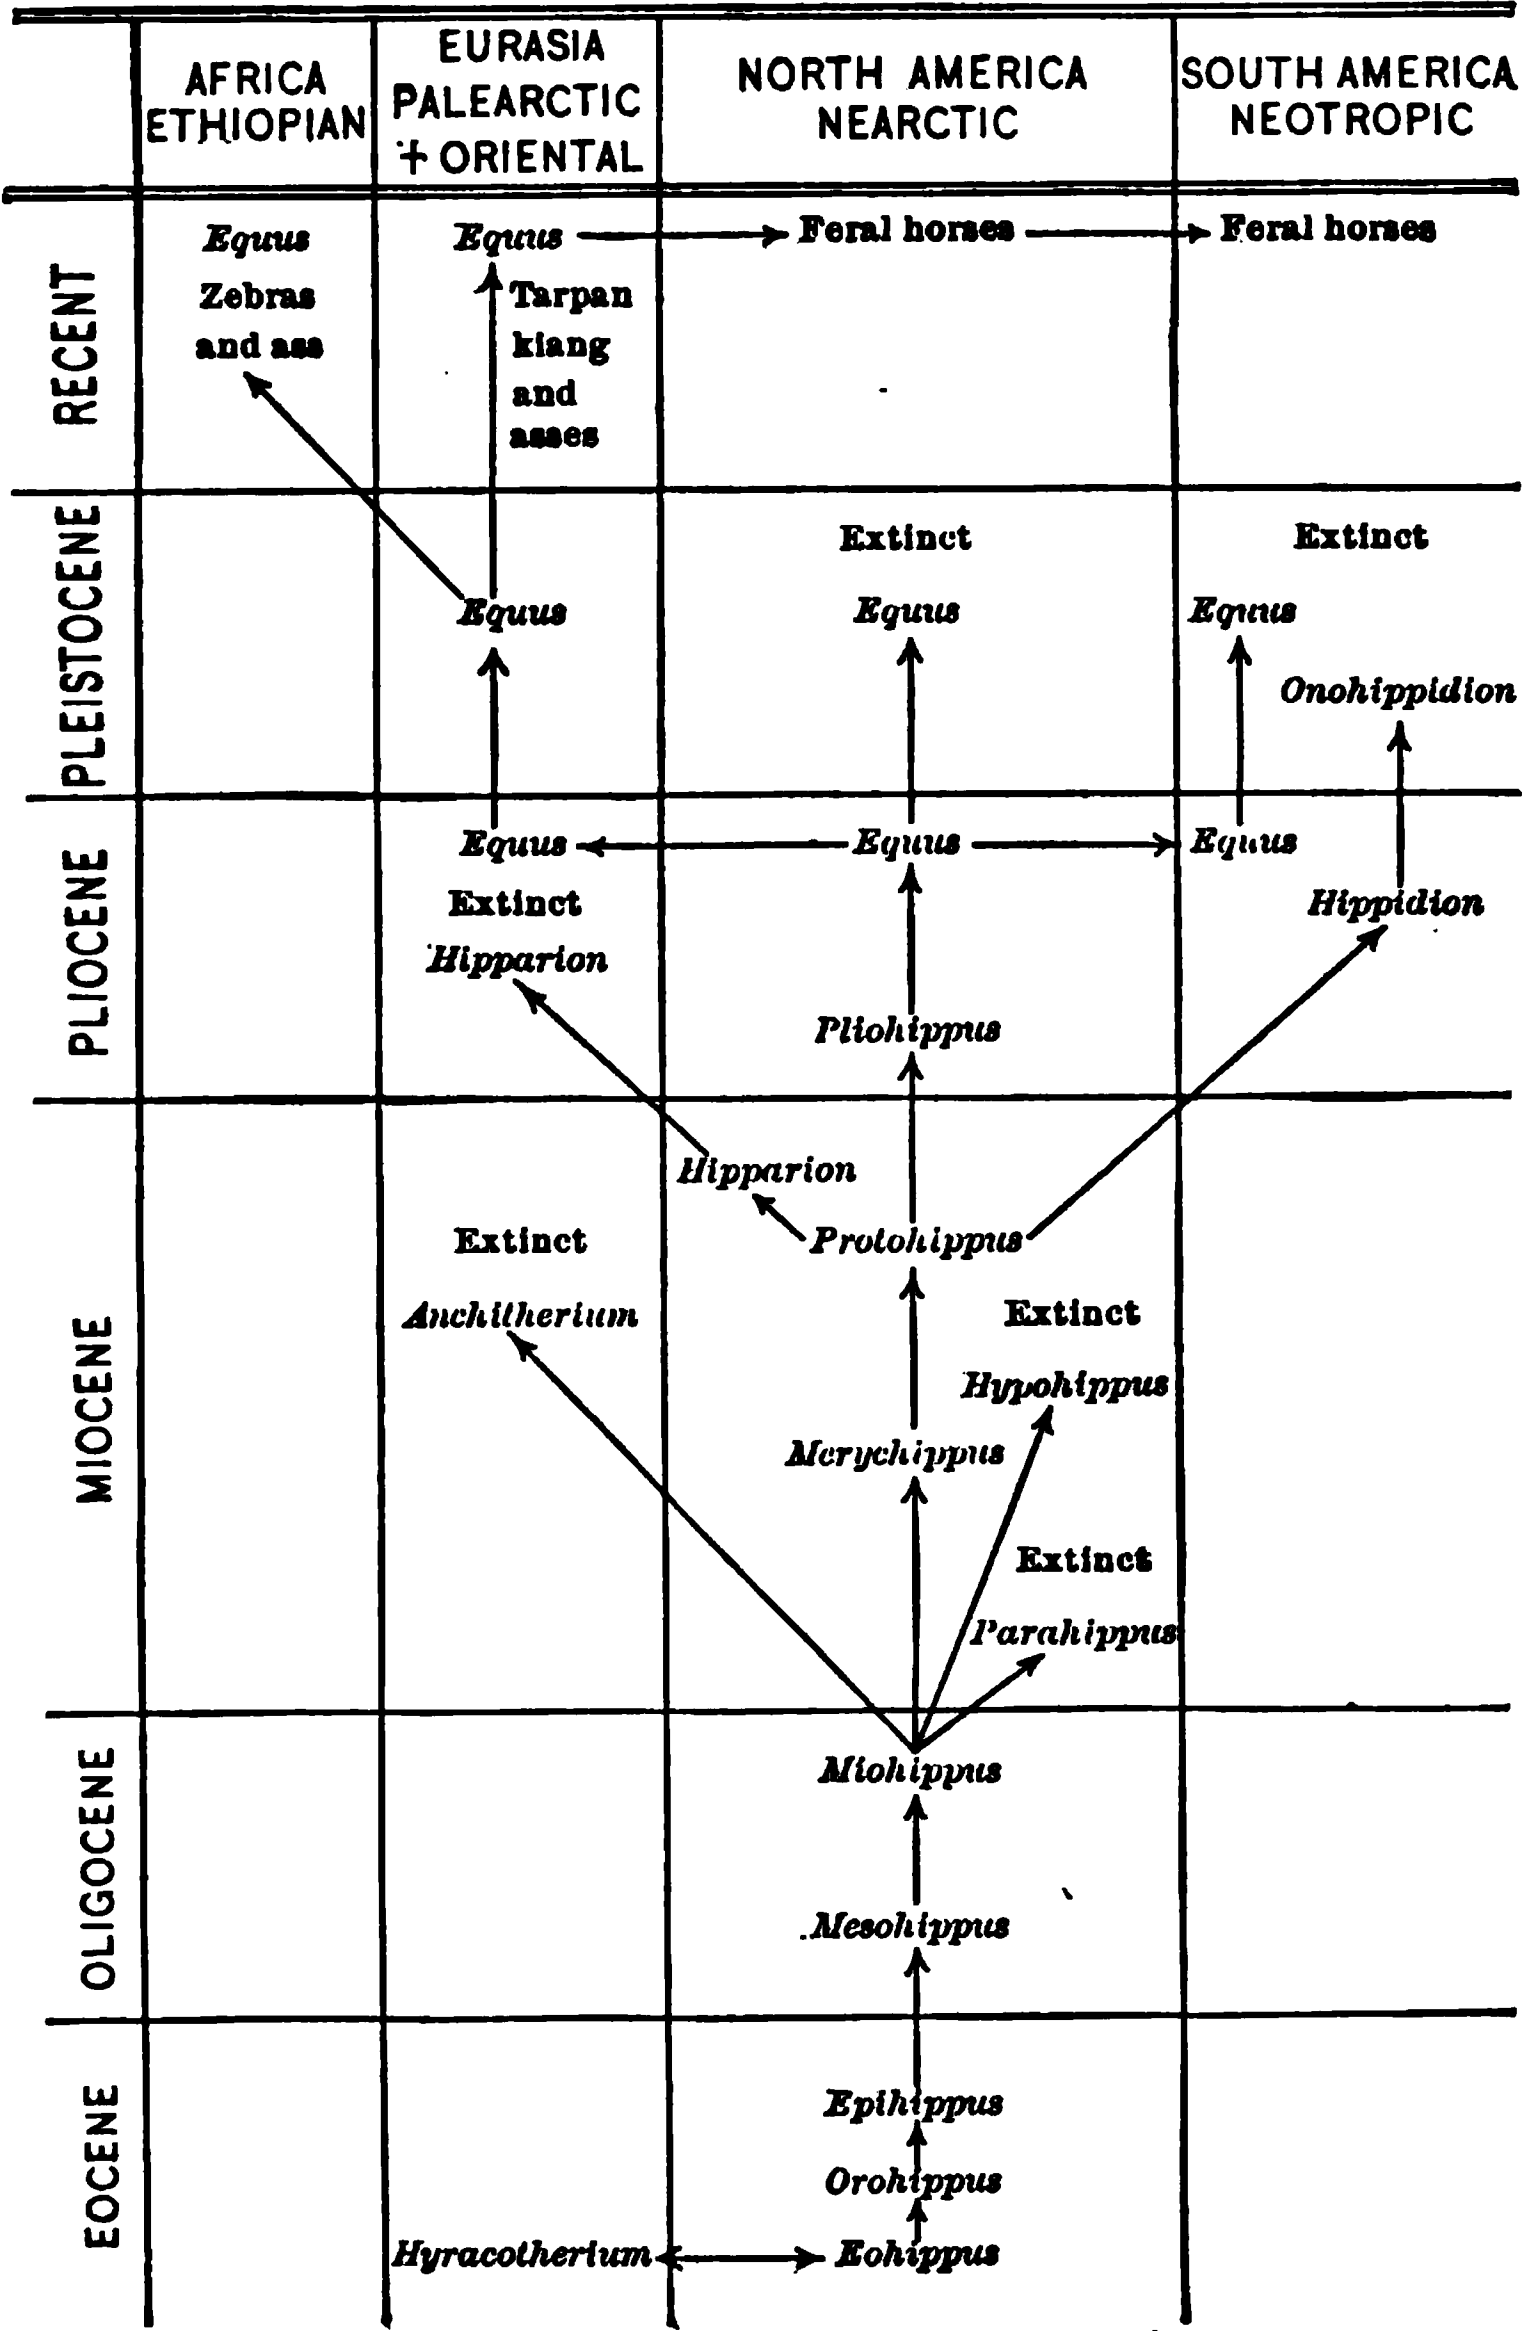 AFRICA
ETHIOPIAN
EURASIA
PALEARCTIC
+ ORIENTAL
NORTH AMERICA
NEARCTIC
SOUTH AMERICA
NEOTROPIC
RECENT
Equus
Zebras
and ass
Equus
Tarpan
kiang
and
asses
Feral horses
Feral horses
PLEISTOCENE
Equus
Extinct
Equus
Extinct
Equus
Onohippidion
PLIOCENE
Equus
Extinct
Hipparion
Equus
Pliohippus
Equus
Hippidion
MIOCENE
Extinct
Anchitherium
Hipparion
Protohippus
Extinct
Hypohippus
Merychippus
Extinct
Parahippus
OLIGOCENE
Miohippus
Mesohippus
EOCENE
Epihippus
Orohippus
Hyracotherium
Eohippus